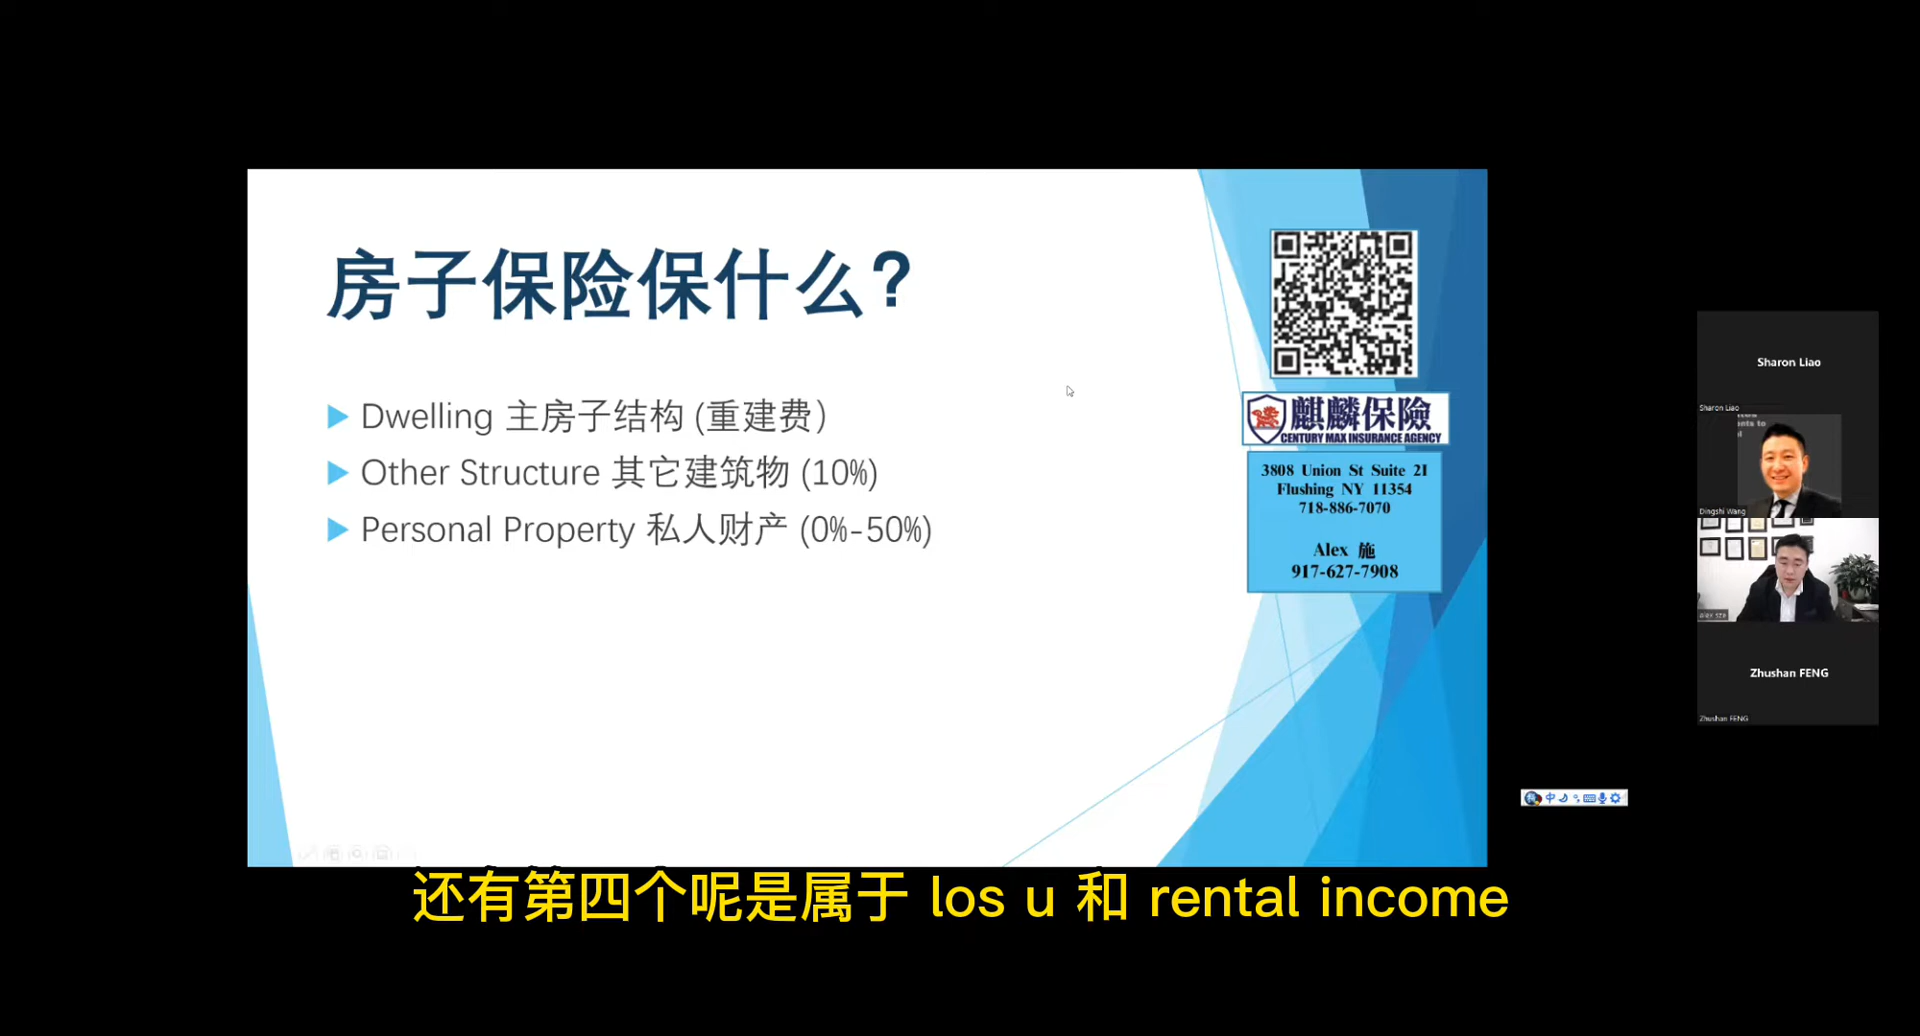 房子保险保什么?
Dwelling 主房子结构 (重建费)
Other Structure 其它建筑物 (10%)
Personal Property 私人财产 (0%-50%)
麒麟保險
CENTURY MAX INSURANCE AGENCY
3808 Union St Suite 2I
Flushing NY 11354
718-886-7070
Alex 施
917-627-7908
Sharon Liao
Sharon Liao
Dingshi Wang
alex sze
Zhushan FENG
Zhushan FENG
中
还有第四个呢是属于 los u 和 rental income